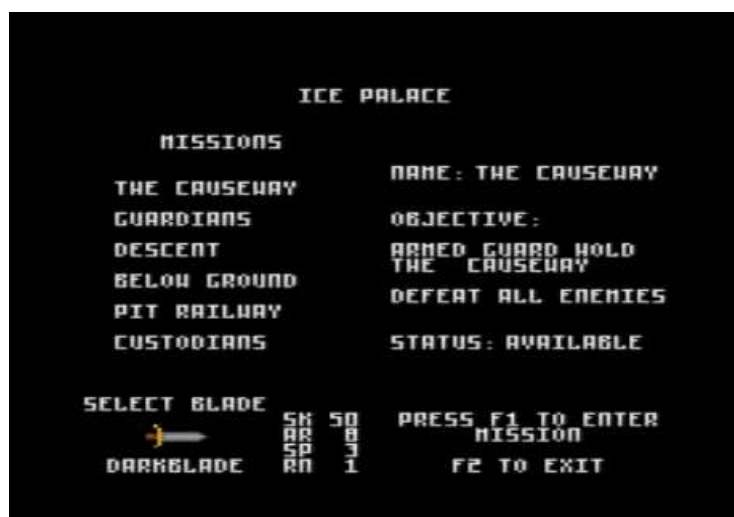 ICE PALACE
MISSIONS
THE CAUSEWAY
GUARDIANS
DESCENT
BELOW GROUND
PIT RAILWAY
CUSTODIANS
NAME: THE CAUSEWAY
OBJECTIVE:
ARMED GUARD HOLD
THE CAUSEWAY
DEFEAT ALL ENEMIES
STATUS: AVAILABLE
SELECT BLADE
DARKBLADE
SK 50
AR 0
SP 3
RN 1
PRESS F1 TO ENTER
MISSION
F2 TO EXIT